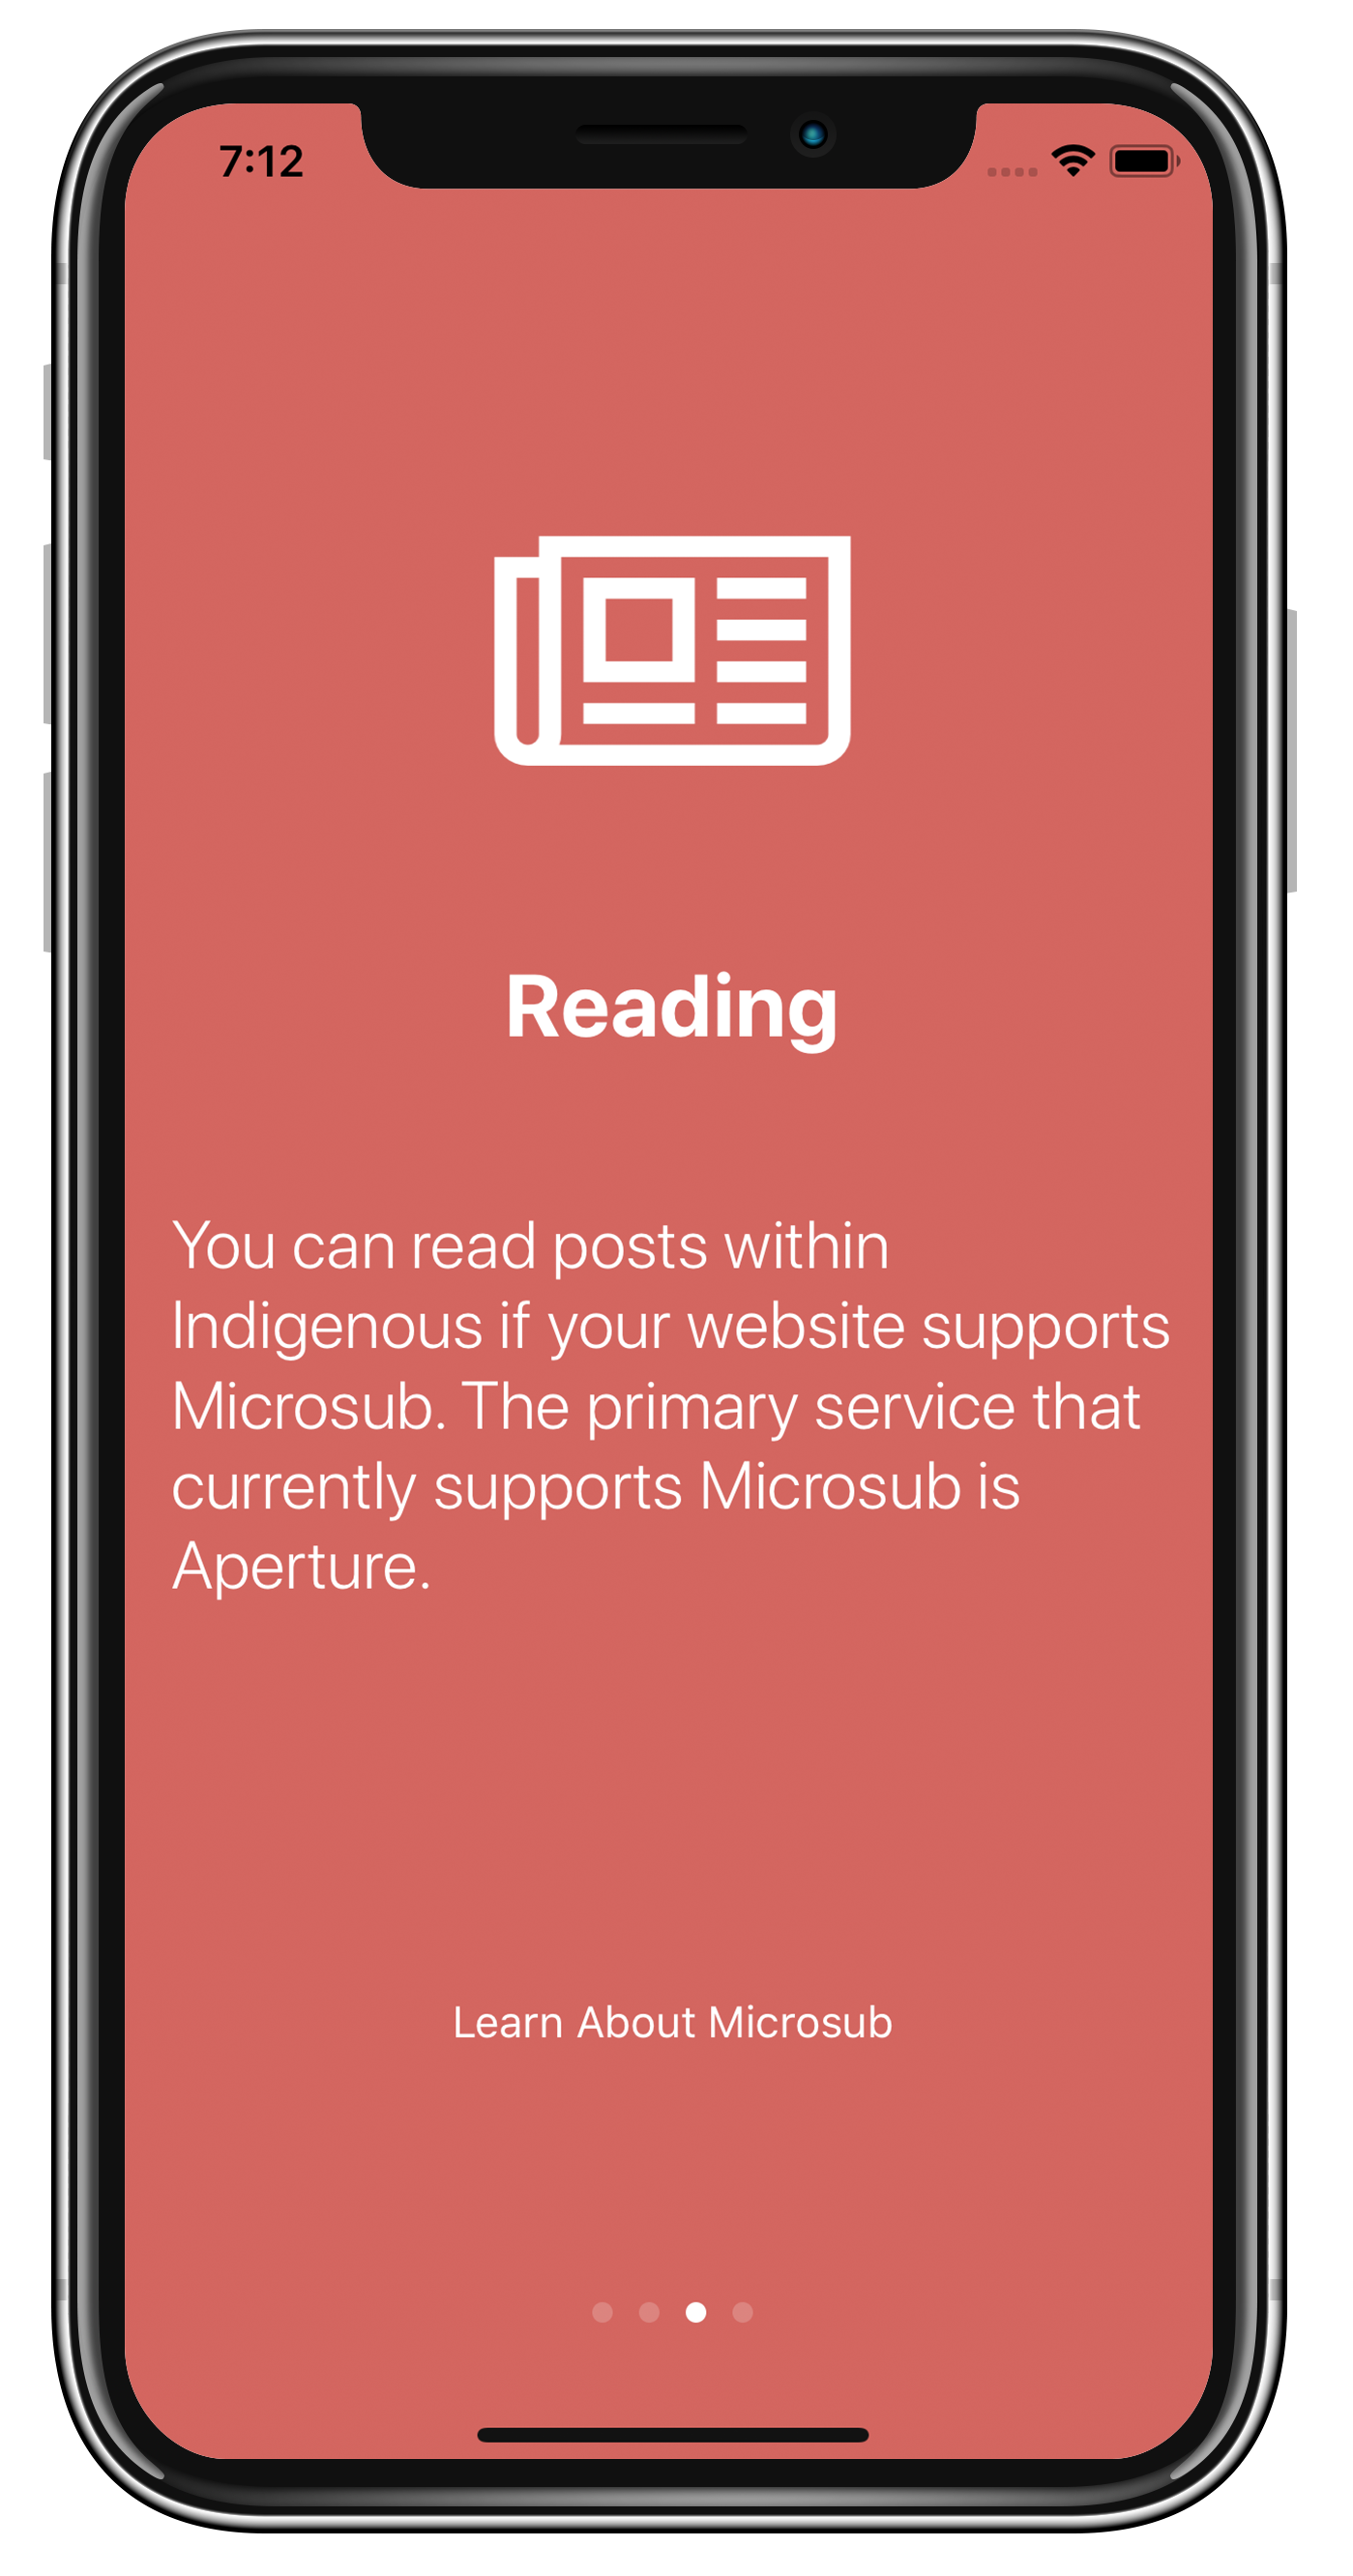 7:12
Reading
You can read posts within
Indigenous if your website supports
Microsub. The primary service that
currently supports Microsub is
Aperture.
Learn About Microsub